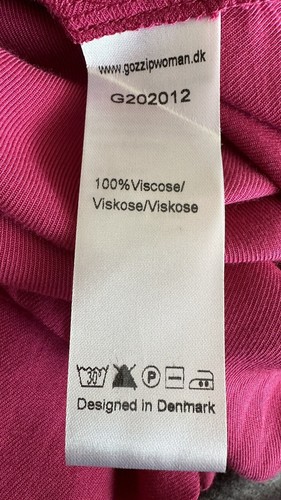 www.gozzipwoman.dk
G202012
100%Viscose/
Viskose/Viskose
30° P
Designed in Denmark